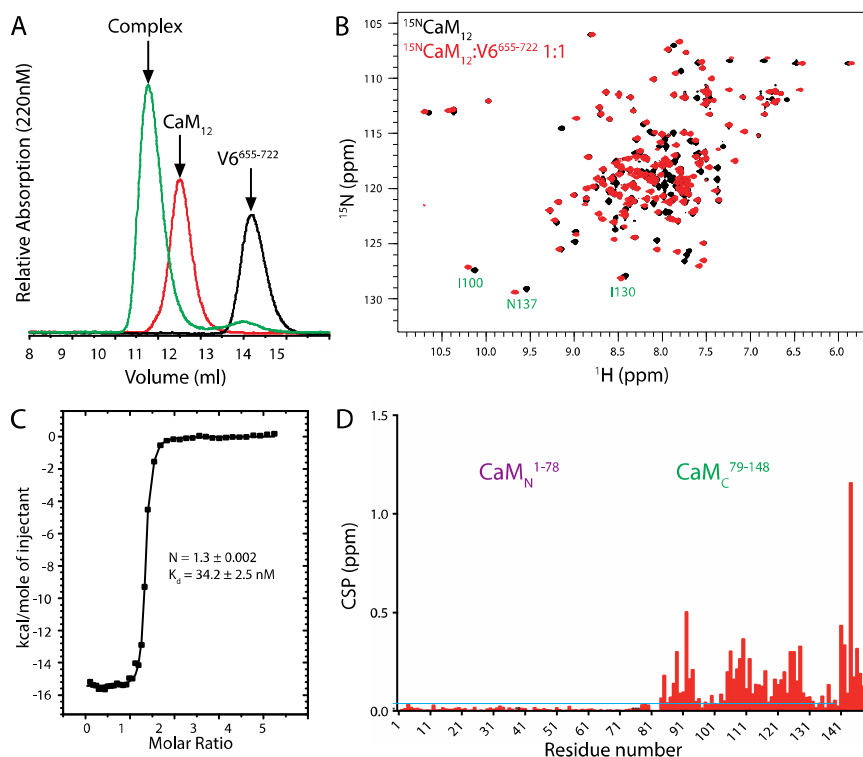 A
Complex
CaM12
V6655-722
Relative Absorption (220nM)
8 9 10 11 12 13 14 15
Volume (ml)
B
15NCaM12
15NCaM12:V6655-722 1:1
105
110
115
120
125
130
15N (ppm)
I100
N137
I130
10.5 10.0 9.5 9.0 8.5 8.0 7.5 7.0 6.5 6.0
1H (ppm)
C
0
-2
-4
-6
-8
-10
-12
-14
-16
kcal/mole of injectant
N = 1.3 ± 0.002
Kd = 34.2 ± 2.5 nM
0 1 2 3 4 5
Molar Ratio
D
1.5
1.0
0.5
0.0
CSP (ppm)
CaMN1-78
CaMC79-148
1 11 21 31 41 51 61 71 81 91 101 111 121 131 141
Residue number